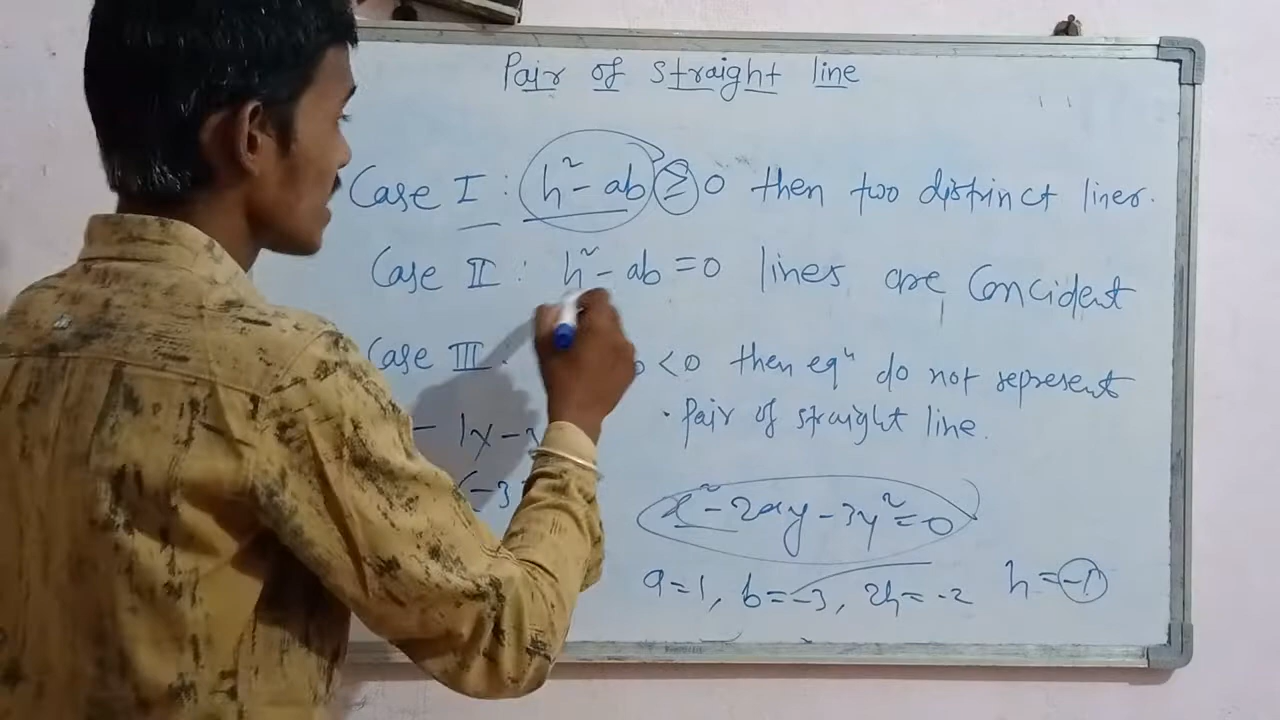 Pair of straight line
Case I : h² - ab ≥ 0 then two distrinct lines.
Case II : h² - ab = 0 lines are Concident
Case III. < 0 then eqⁿ do not represent
. Pair of straight line.
x² - 2xy - 3y² = 0
a = 1, b = -3, 2h = -2 h = -1